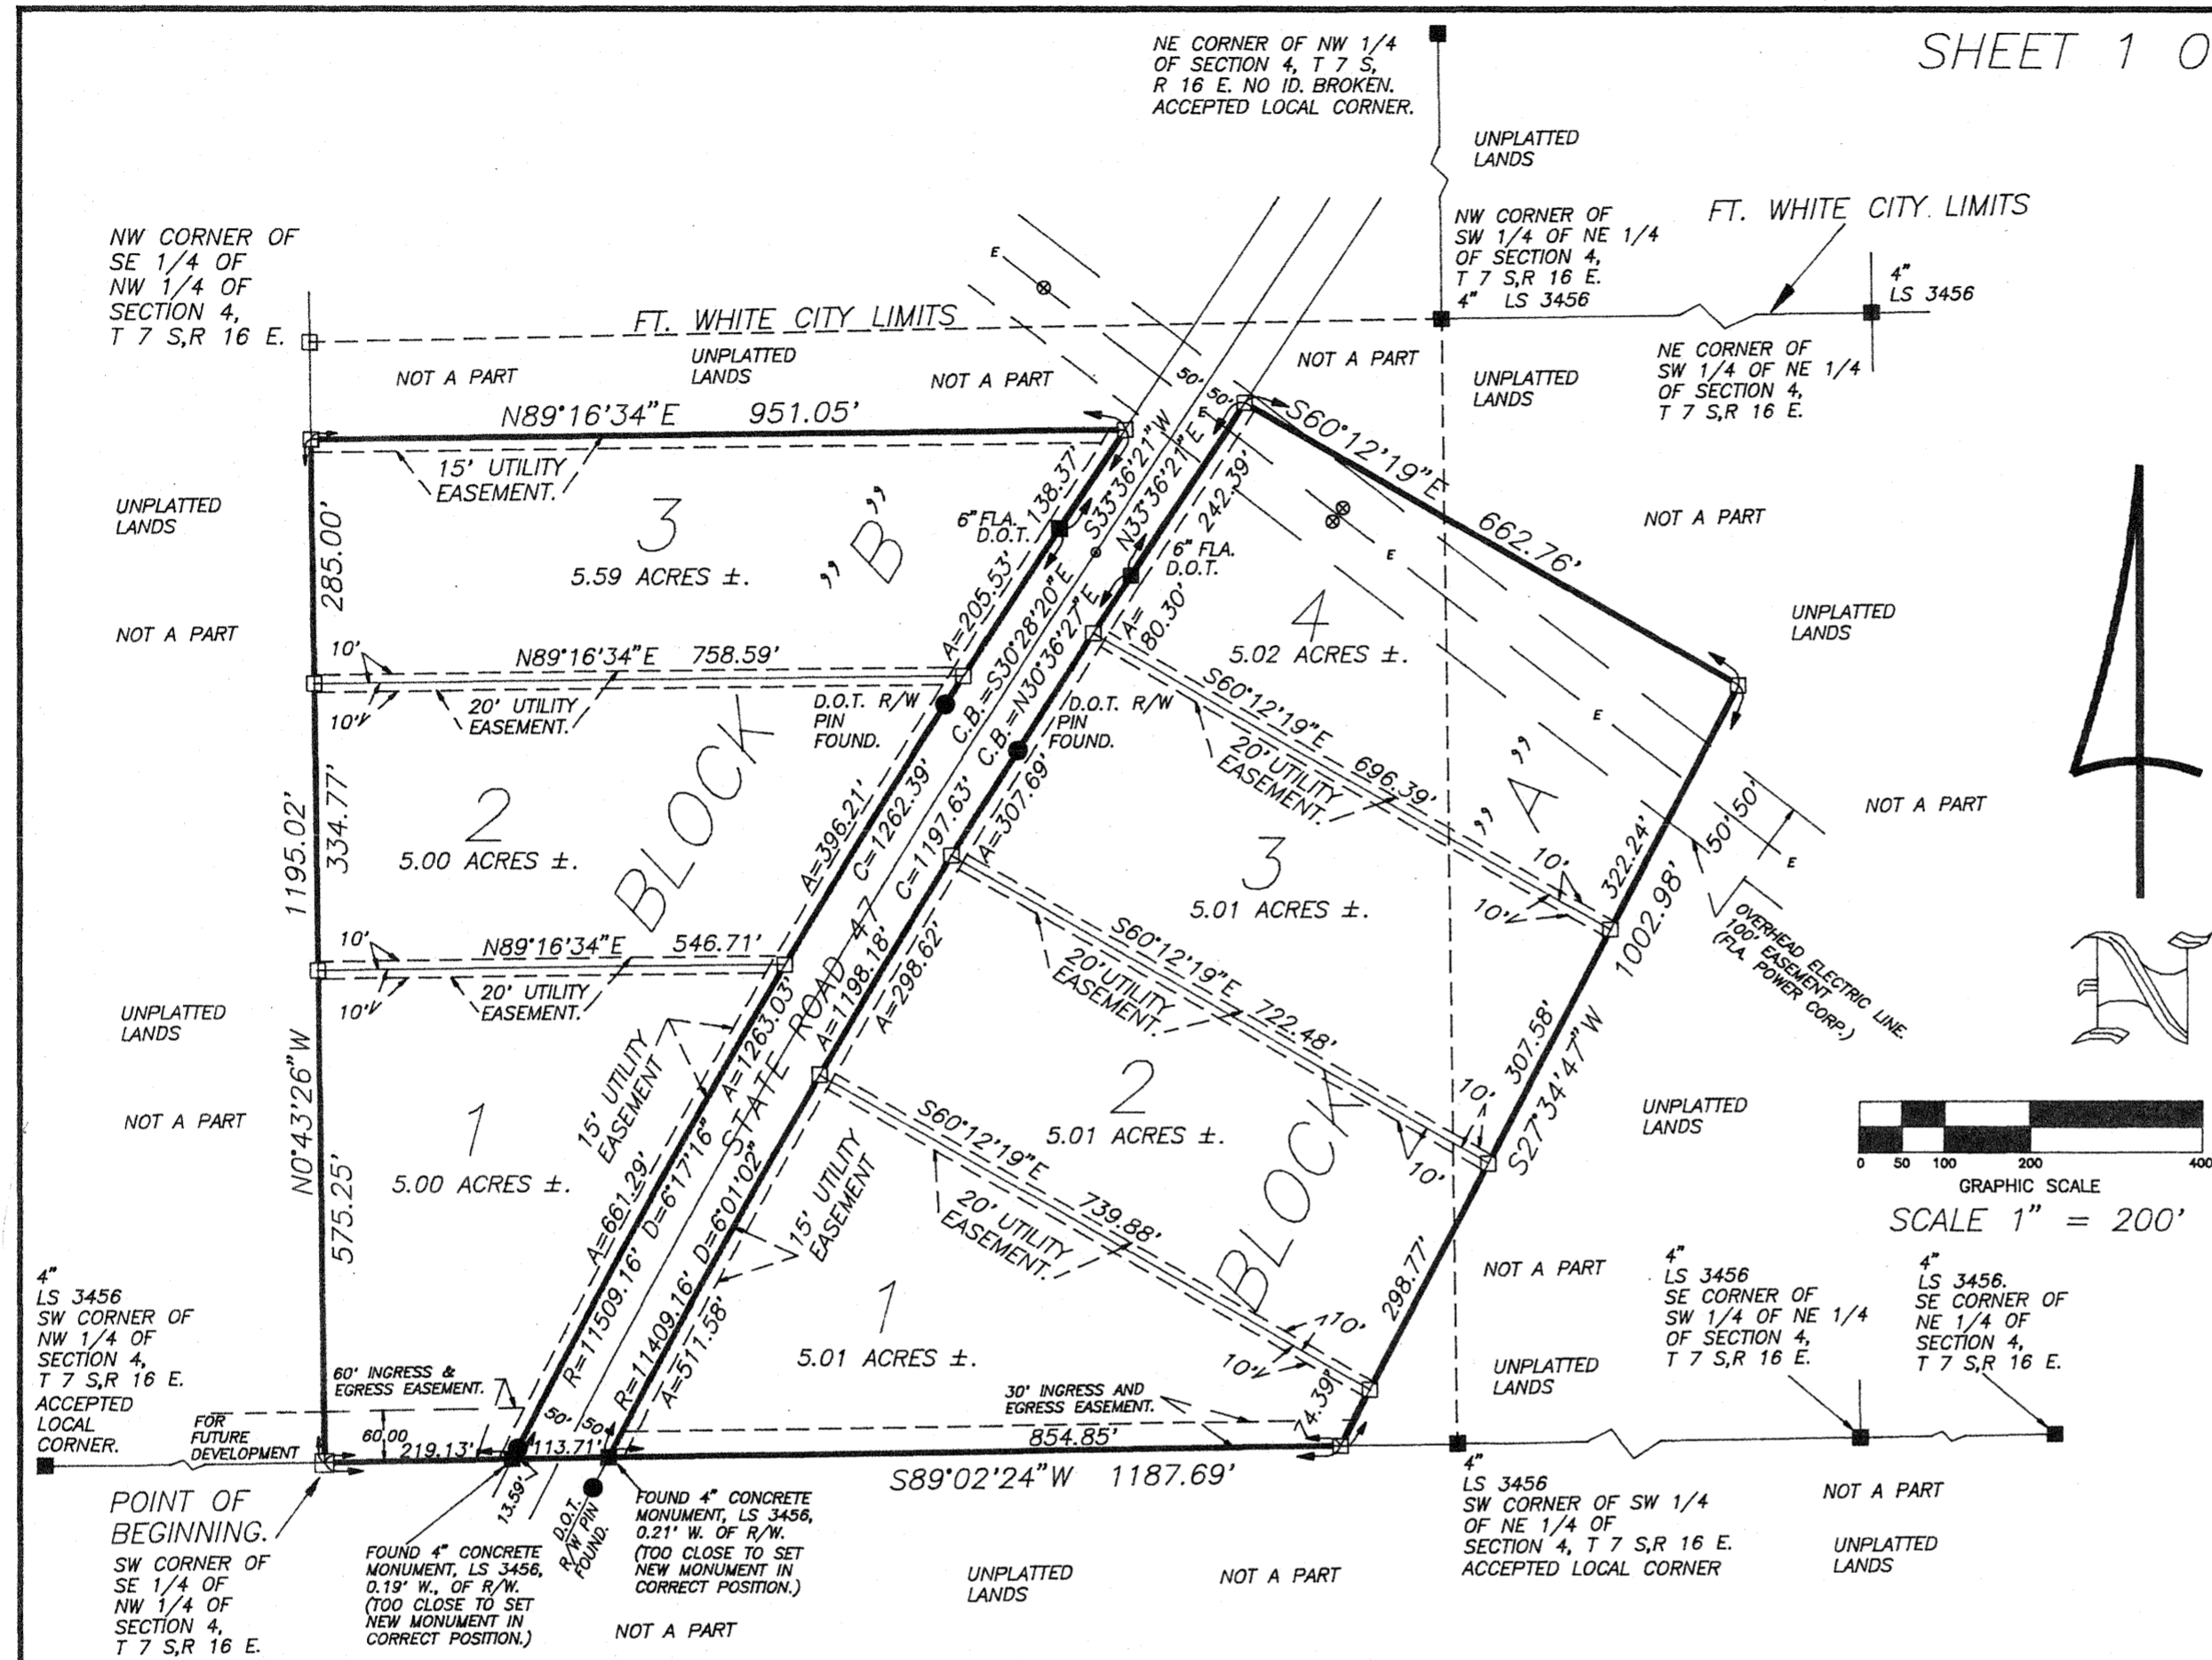 SHEET 1 O
NE CORNER OF NW 1/4
OF SECTION 4, T 7 S,
R 16 E. NO ID. BROKEN.
ACCEPTED LOCAL CORNER.
UNPLATTED
LANDS
NW CORNER OF
SW 1/4 OF NE 1/4
OF SECTION 4,
T 7 S,R 16 E.
4" LS 3456
FT. WHITE CITY LIMITS
4"
LS 3456
NW CORNER OF
SE 1/4 OF
NW 1/4 OF
SECTION 4,
T 7 S,R 16 E.
FT. WHITE CITY LIMITS
UNPLATTED
LANDS
NOT A PART
NOT A PART
NOT A PART
UNPLATTED
LANDS
NE CORNER OF
SW 1/4 OF NE 1/4
OF SECTION 4,
T 7 S,R 16 E.
E
50' 50'
E
N89°16'34"E 951.05'
15' UTILITY
EASEMENT.
S60°12'19"E
662.76'
UNPLATTED
LANDS
285.00'
3
5.59 ACRES ±.
"B"
6" FLA.
D.O.T.
138.37'
S33°36'21"W
N33°36'21"E
242.39'
6" FLA.
D.O.T.
E
NOT A PART
NOT A PART
A=205.53'
C.B.=S30°28'20"E
C.B.=N30°36'27"E
A=
80.30'
4
5.02 ACRES ±.
UNPLATTED
LANDS
10'
N89°16'34"E 758.59'
20' UTILITY
EASEMENT.
10'
D.O.T. R/W
PIN
FOUND.
D.O.T. R/W
PIN
FOUND.
S60°12'19"E
696.39'
20' UTILITY
EASEMENT.
E
1195.02'
334.77'
2
5.00 ACRES ±.
BLOCK
A=396.21'
C=1262.39'
C=1197.63'
A=307.69'
"A"
3
5.01 ACRES ±.
10'
10'
322.24'
1002.98'
50' 50'
E
NOT A PART
OVERHEAD ELECTRIC LINE.
100' EASEMENT
(FLA. POWER CORP.)
10'
N89°16'34"E 546.71'
20' UTILITY
EASEMENT.
10'
UNPLATTED
LANDS
STATE ROAD 47
A=1263.03'
A=1198.18'
A=298.62'
S60°12'19"E
722.48'
20' UTILITY
EASEMENT.
307.58'
S27°34'47"W
N0°43'26"W
NOT A PART
1
5.00 ACRES ±.
15' UTILITY
EASEMENT
D=6°17'16"
D=6°01'02"
2
5.01 ACRES ±.
10'
10'
UNPLATTED
LANDS
N
0 50 100 200 400
GRAPHIC SCALE
SCALE 1" = 200'
575.25'
A=661.29'
R=11509.16'
R=11409.16'
A=511.58'
15' UTILITY
EASEMENT
S60°12'19"E
739.88'
20' UTILITY
EASEMENT.
BLOCK
298.77'
1
5.01 ACRES ±.
10'
10'
NOT A PART
4"
LS 3456
SE CORNER OF
SW 1/4 OF NE 1/4
OF SECTION 4,
T 7 S,R 16 E.
4"
LS 3456.
SE CORNER OF
NE 1/4 OF
SECTION 4,
T 7 S,R 16 E.
4"
LS 3456
SW CORNER OF
NW 1/4 OF
SECTION 4,
T 7 S,R 16 E.
ACCEPTED
LOCAL
CORNER.
60' INGRESS &
EGRESS EASEMENT.
FOR
FUTURE
DEVELOPMENT
60.00
219.13'
50' 50'
113.71'
30' INGRESS AND
EGRESS EASEMENT.
74.39'
854.85'
UNPLATTED
LANDS
S89°02'24"W 1187.69'
POINT OF
BEGINNING.
SW CORNER OF
SE 1/4 OF
NW 1/4 OF
SECTION 4,
T 7 S,R 16 E.
13.59'
D.O.T.
R/W PIN
FOUND.
FOUND 4" CONCRETE
MONUMENT, LS 3456,
0.19' W., OF R/W.
(TOO CLOSE TO SET
NEW MONUMENT IN
CORRECT POSITION.)
FOUND 4" CONCRETE
MONUMENT, LS 3456,
0.21' W. OF R/W.
(TOO CLOSE TO SET
NEW MONUMENT IN
CORRECT POSITION.)
NOT A PART
UNPLATTED
LANDS
NOT A PART
4"
LS 3456
SW CORNER OF SW 1/4
OF NE 1/4 OF
SECTION 4, T 7 S,R 16 E.
ACCEPTED LOCAL CORNER
NOT A PART
UNPLATTED
LANDS